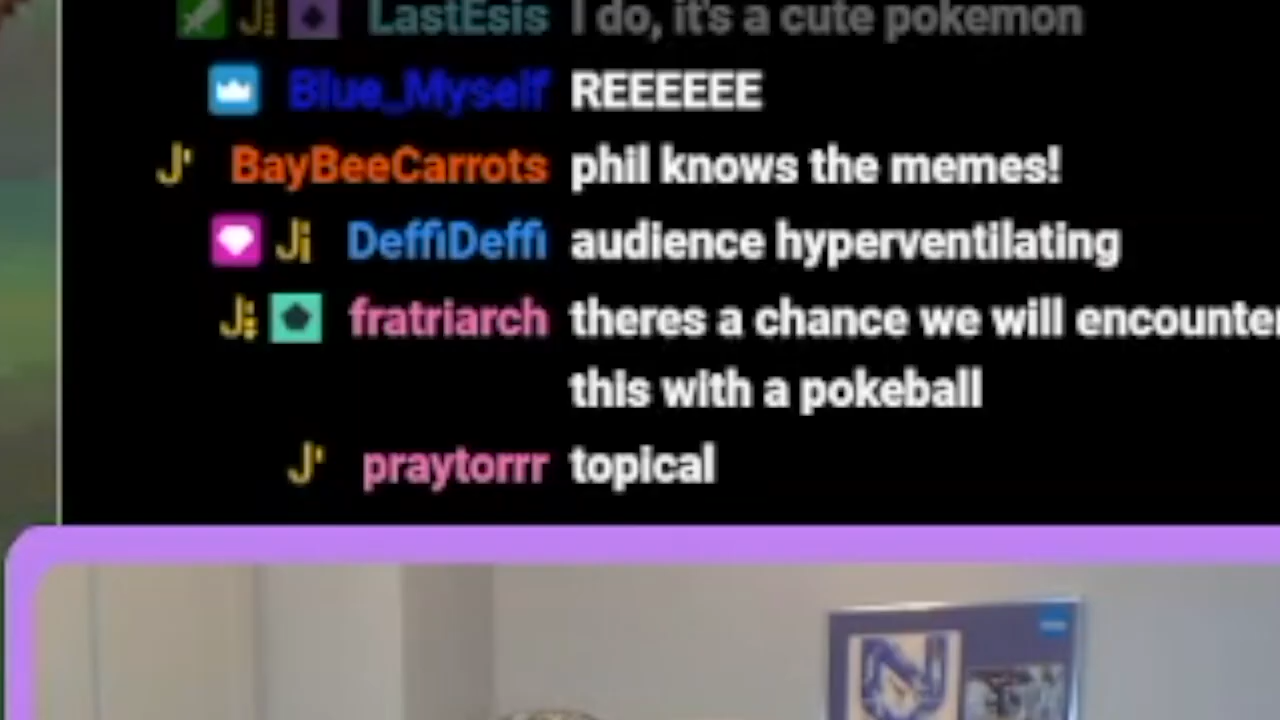 LastEsis I do, it's a cute pokemon
Blue_Myself REEEEEE
BayBeeCarrots phil knows the memes!
DeffiDeffi audience hyperventilating
fratriarch theres a chance we will encounter
this with a pokeball
praytorrr topical